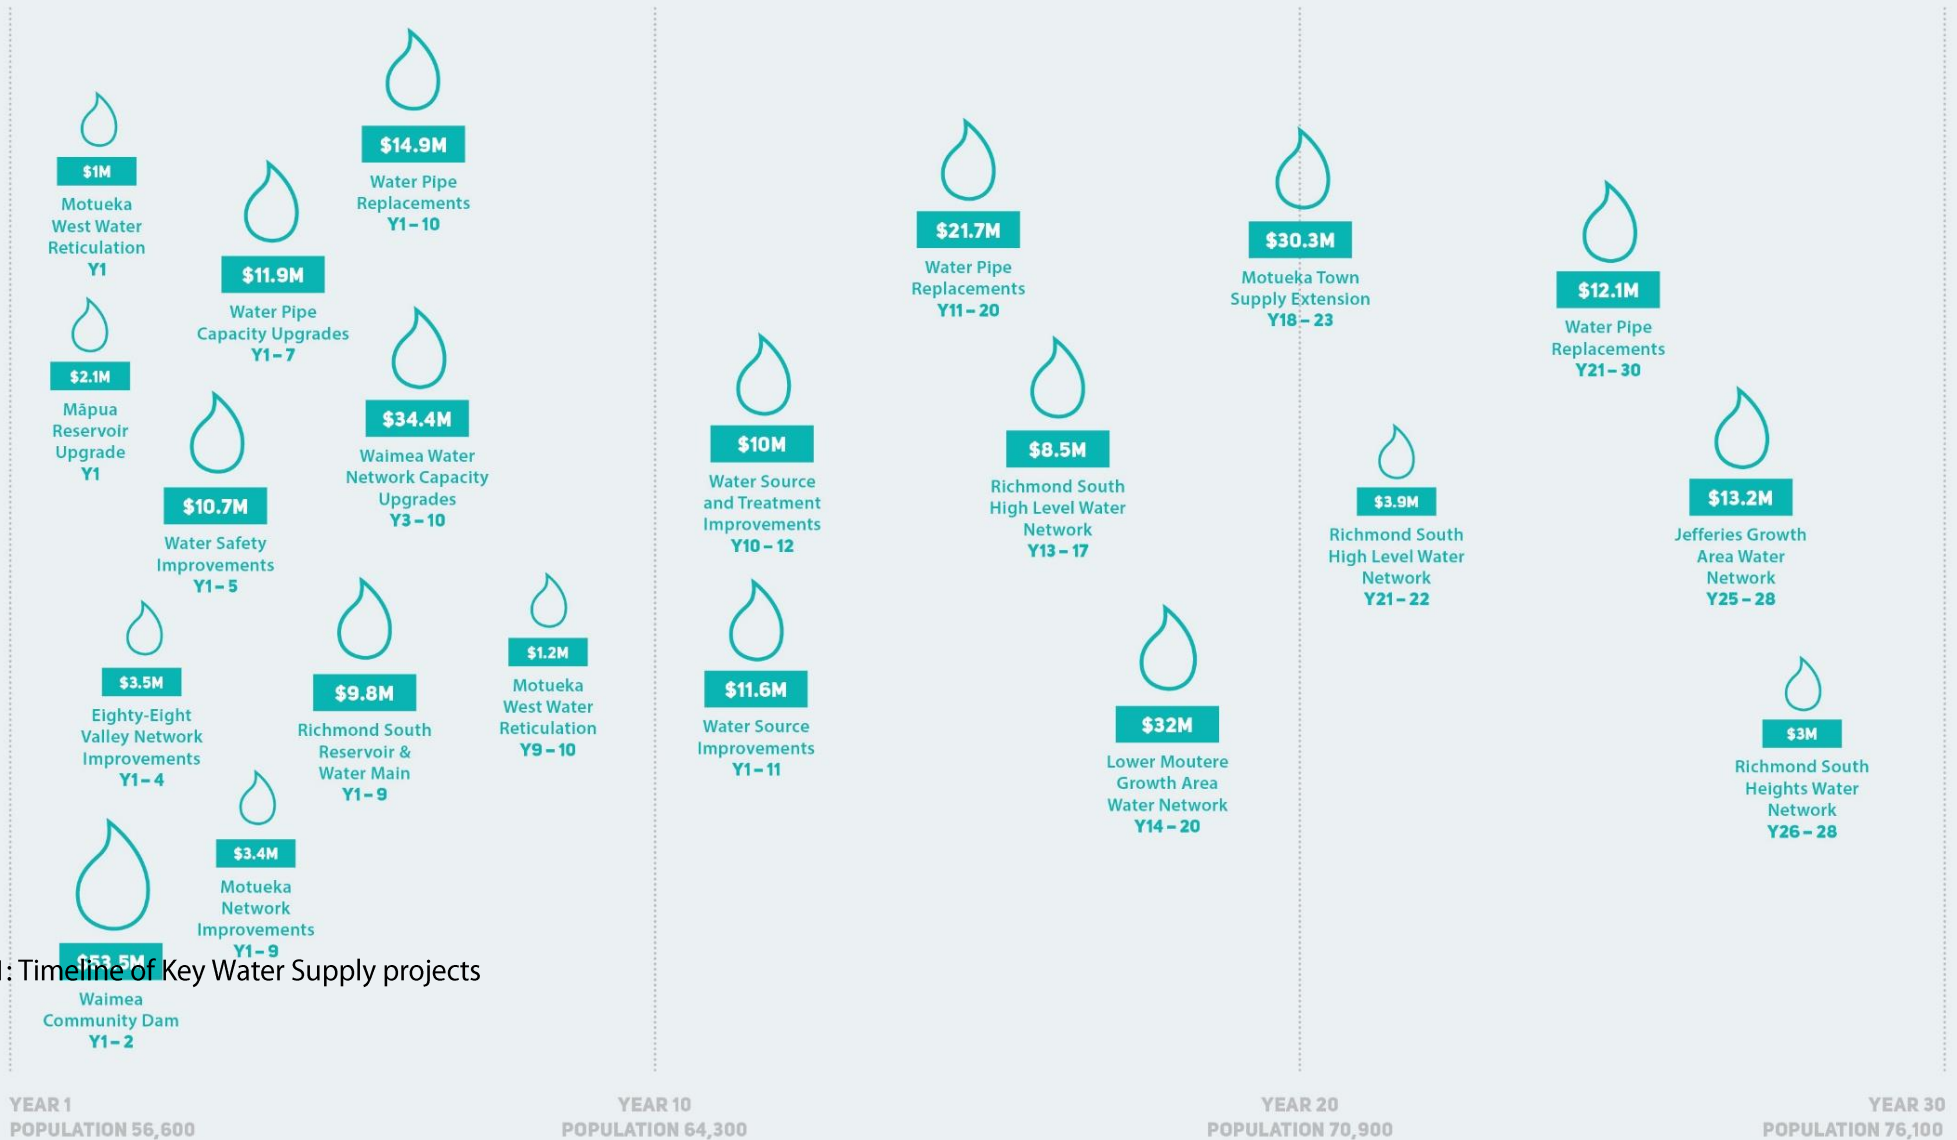 $14.9M
Water Pipe
Replacements
Y1–10
$1M
Motueka
West Water
Reticulation
Y1
$11.9M
Water Pipe
Capacity Upgrades
Y1–7
$2.1M
Māpua
Reservoir
Upgrade
Y1
$34.4M
Waimea Water
Network Capacity
Upgrades
Y3–10
$10.7M
Water Safety
Improvements
Y1–5
$3.5M
Eighty-Eight
Valley Network
Improvements
Y1–4
$9.8M
Richmond South
Reservoir &
Water Main
Y1–9
$1.2M
Motueka
West Water
Reticulation
Y9–10
$3.4M
Motueka
Network
Improvements
Y1–9
$53.5M
1: Timeline of Key Water Supply projects
Waimea
Community Dam
Y1–2
$21.7M
Water Pipe
Replacements
Y11–20
$10M
Water Source
and Treatment
Improvements
Y10–12
$8.5M
Richmond South
High Level Water
Network
Y13–17
$11.6M
Water Source
Improvements
Y1–11
$32M
Lower Moutere
Growth Area
Water Network
Y14–20
$30.3M
Motueka Town
Supply Extension
Y18–23
$12.1M
Water Pipe
Replacements
Y21–30
$3.9M
Richmond South
High Level Water
Network
Y21–22
$13.2M
Jefferies Growth
Area Water
Network
Y25–28
$3M
Richmond South
Heights Water
Network
Y26–28
YEAR 1
POPULATION 56,600
YEAR 10
POPULATION 64,300
YEAR 20
POPULATION 70,900
YEAR 30
POPULATION 76,100